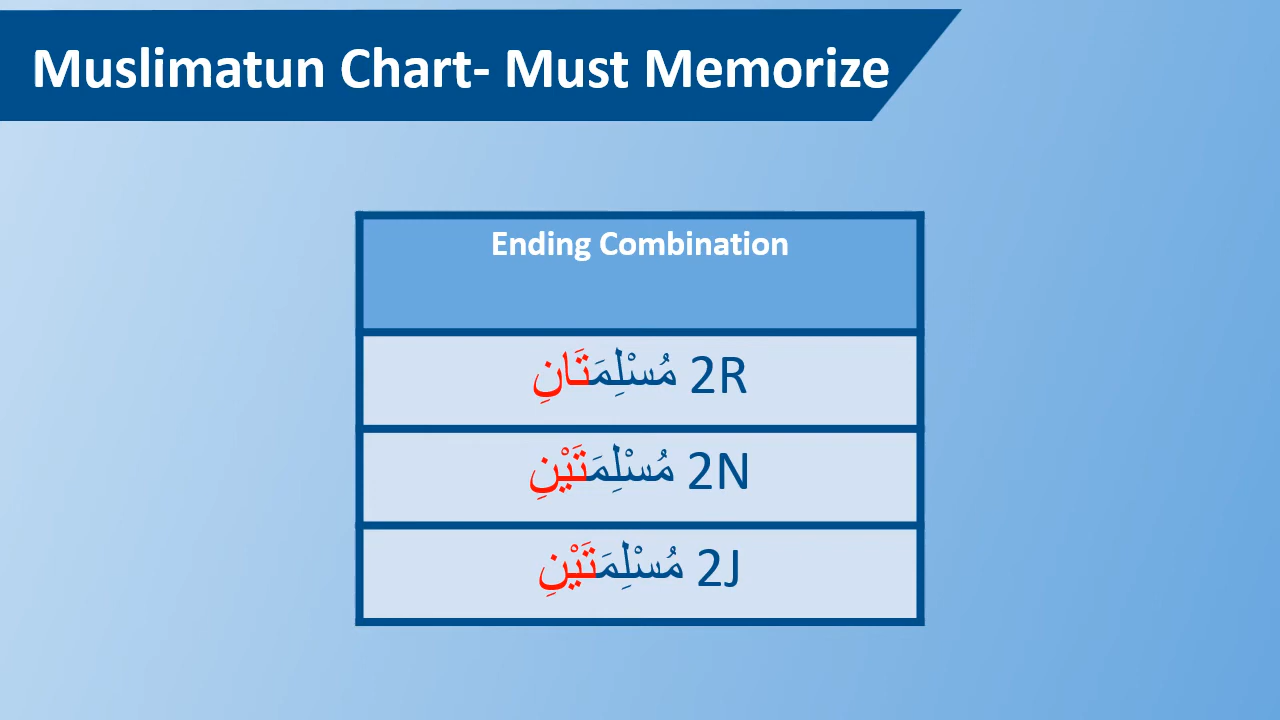 Muslimatun Chart- Must Memorize
Ending Combination
2R مُسْلِمَتَانِ
2N مُسْلِمَتَيْنِ
2J مُسْلِمَتَيْنِ